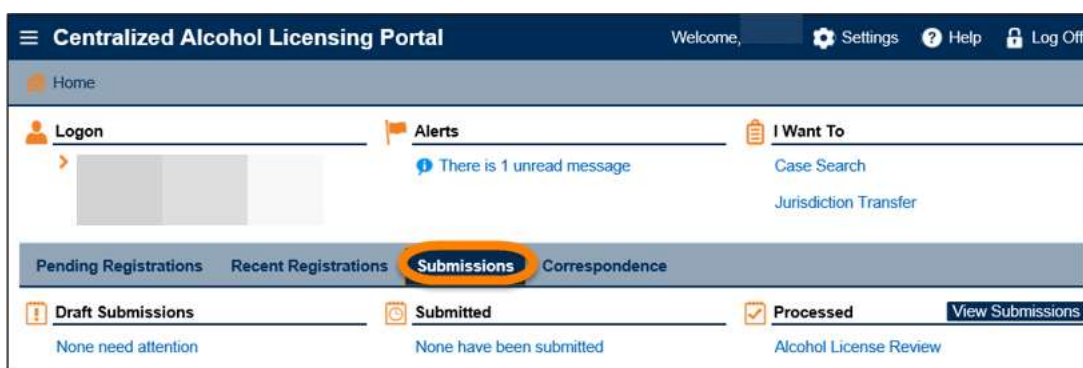 Centralized Alcohol Licensing Portal Welcome, Settings Help Log Off
Home
Logon Alerts I Want To
There is 1 unread message Case Search
Jurisdiction Transfer
Pending Registrations Recent Registrations Submissions Correspondence
Draft Submissions Submitted Processed View Submissions
None need attention None have been submitted Alcohol License Review